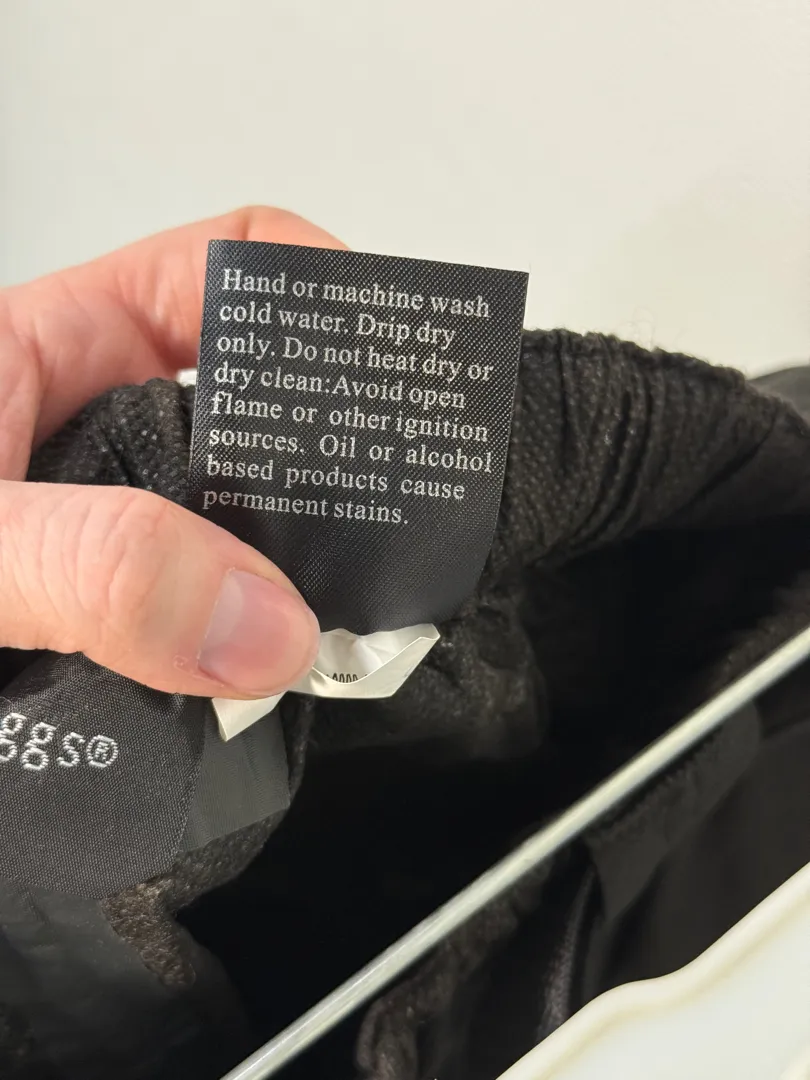 Hand or machine wash
cold water. Drip dry
only. Do not heat dry or
dry clean:Avoid open
flame or other ignition
sources. Oil or alcohol
based products cause
permanent stains.